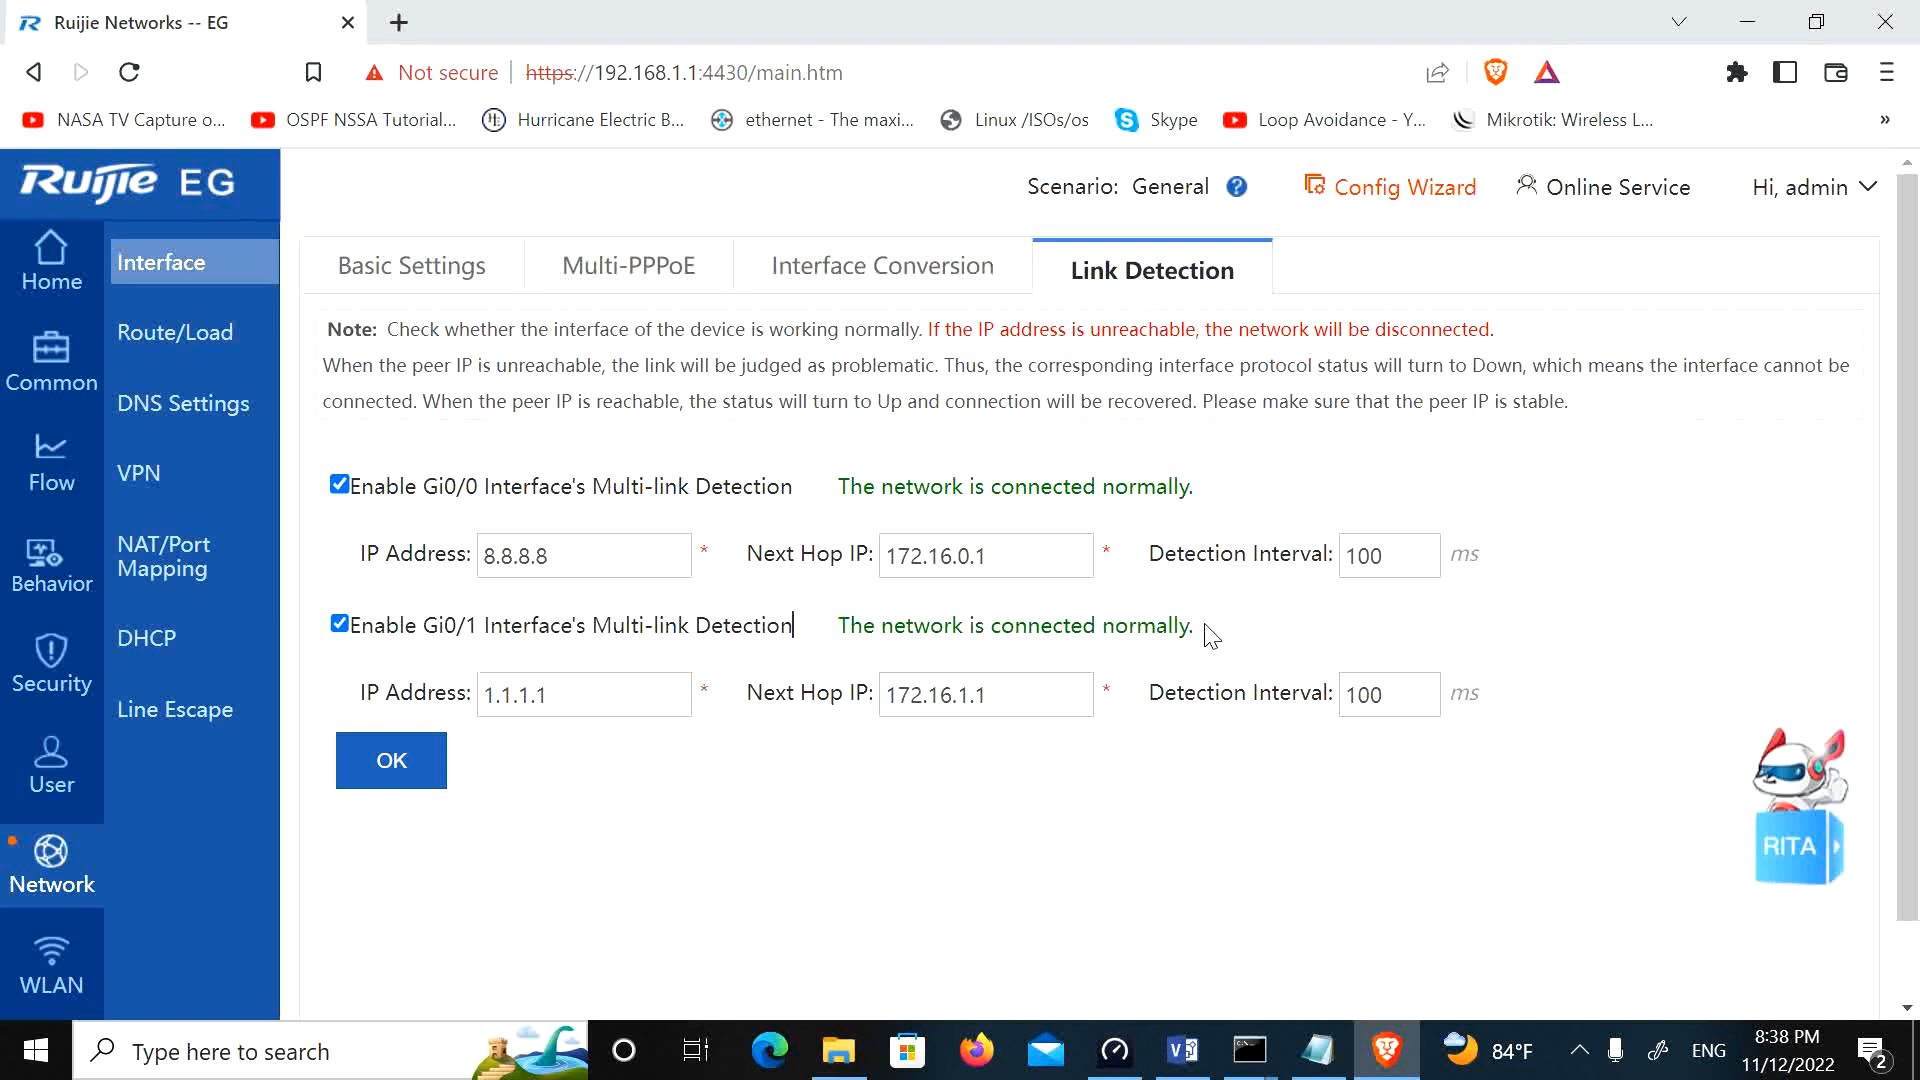 Ruijie Networks -- EG
Not secure https://192.168.1.1:4430/main.htm
NASA TV Capture o...
OSPF NSSA Tutorial...
Hurricane Electric B...
ethernet - The maxi...
Linux /ISOs/os
Skype
Loop Avoidance - Y...
Mikrotik: Wireless L...
»
Ruijie EG
Scenario: General ?
Config Wizard
Online Service
Hi, admin
Home
Common
Flow
Behavior
Security
User
Network
WLAN
Interface
Route/Load
DNS Settings
VPN
NAT/Port
Mapping
DHCP
Line Escape
Basic Settings
Multi-PPPoE
Interface Conversion
Link Detection
Note: Check whether the interface of the device is working normally. If the IP address is unreachable, the network will be disconnected.
When the peer IP is unreachable, the link will be judged as problematic. Thus, the corresponding interface protocol status will turn to Down, which means the interface cannot be
connected. When the peer IP is reachable, the status will turn to Up and connection will be recovered. Please make sure that the peer IP is stable.
Enable Gi0/0 Interface's Multi-link Detection The network is connected normally.
IP Address: 8.8.8.8 * Next Hop IP: 172.16.0.1 * Detection Interval: 100 ms
Enable Gi0/1 Interface's Multi-link Detection The network is connected normally.
IP Address: 1.1.1.1 * Next Hop IP: 172.16.1.1 * Detection Interval: 100 ms
OK
RITA
Type here to search
84°F
ENG
8:38 PM
11/12/2022
2